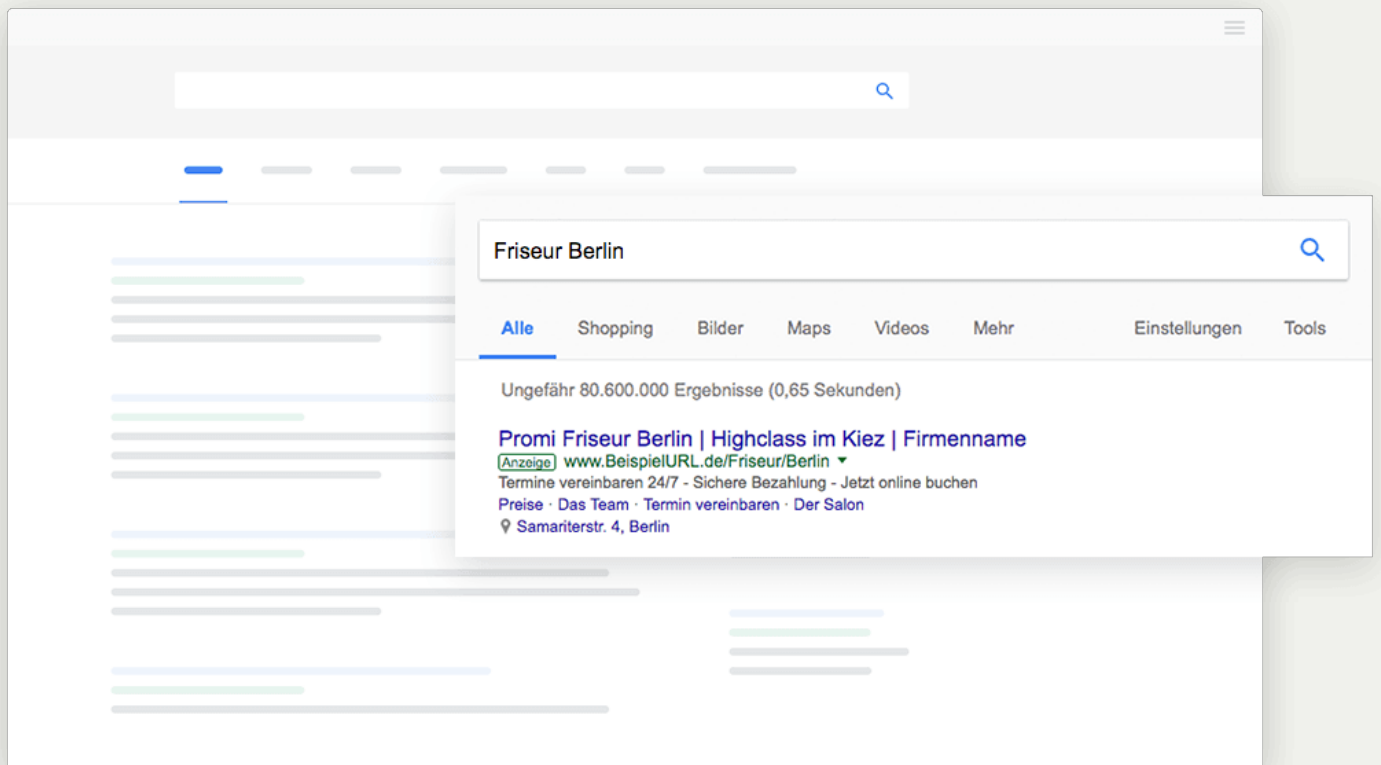 Friseur Berlin
Alle Shopping Bilder Maps Videos Mehr Einstellungen Tools
Ungefähr 80.600.000 Ergebnisse (0,65 Sekunden)
Promi Friseur Berlin | Highclass im Kiez | Firmenname
Anzeige www.BeispielURL.de/Friseur/Berlin
Termine vereinbaren 24/7 - Sichere Bezahlung - Jetzt online buchen
Preise · Das Team · Termin vereinbaren · Der Salon
Samariterstr. 4, Berlin